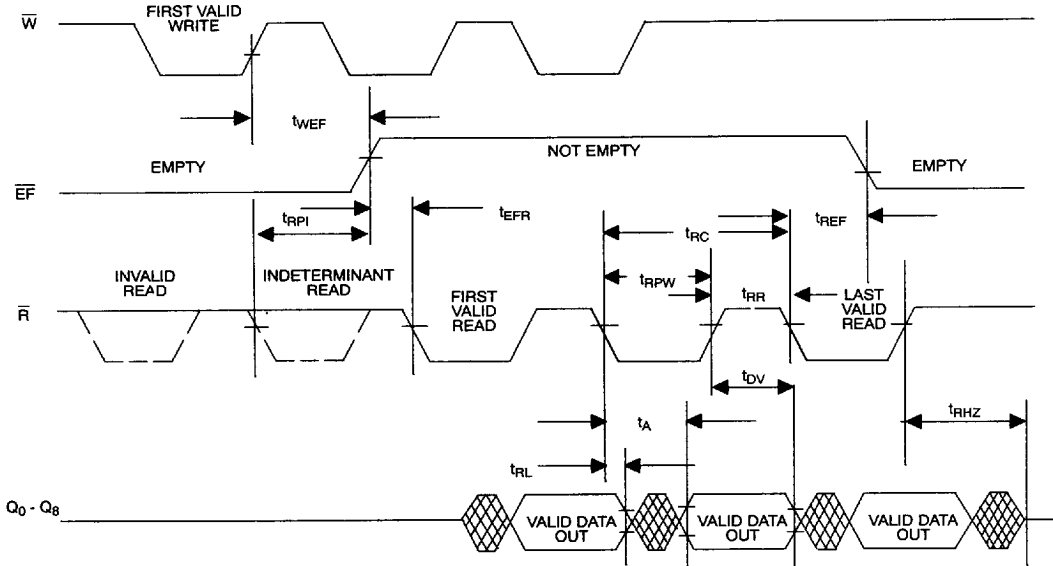 FIRST VALID
WRITE
W
tWEF
EMPTY
NOT EMPTY
EMPTY
EF
tRPI
tEFR
tRC
tREF
INVALID
READ
INDETERMINANT
READ
FIRST
VALID
READ
tRPW
tRR
LAST
VALID
READ
R
tDV
tA
tRHZ
tRL
Q0 - Q8
VALID DATA
OUT
VALID DATA
OUT
VALID DATA
OUT